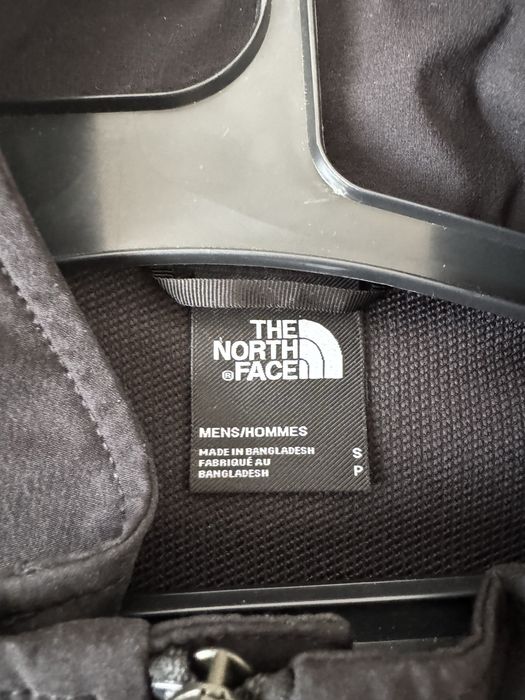 THE
NORTH
® FACE
MENS/HOMMES
MADE IN BANGLADESH S
FABRIQUÉ AU
BANGLADESH P